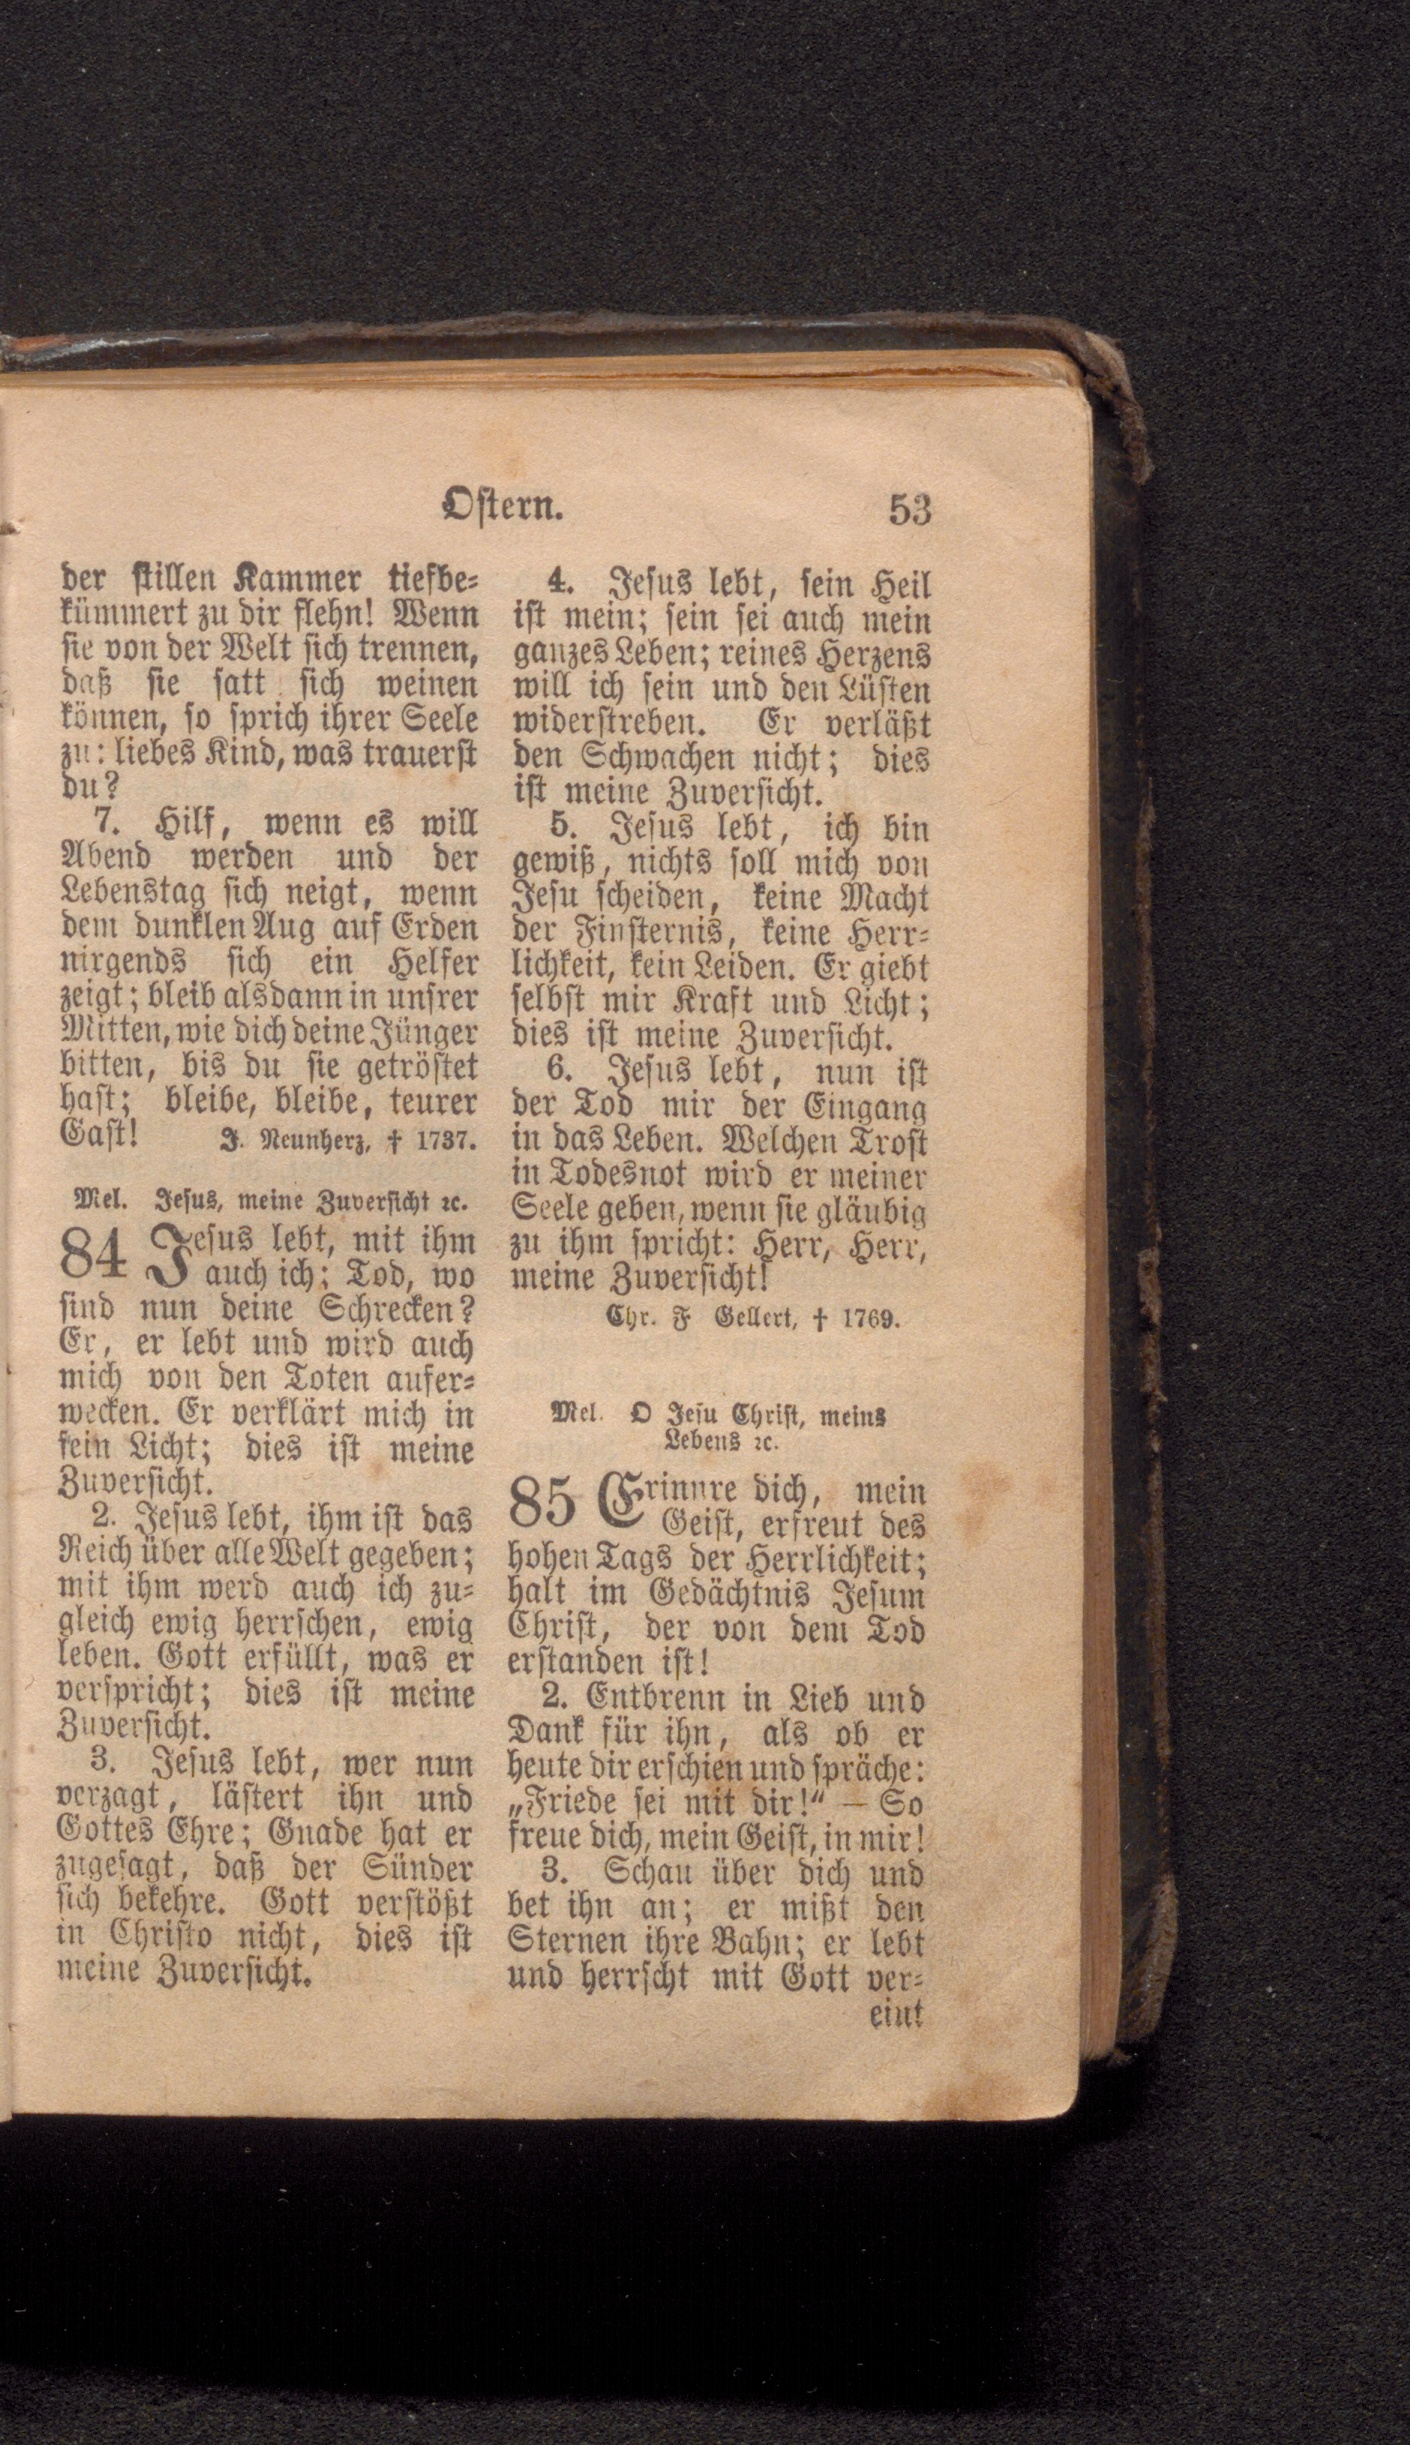 Ostern.
53
der stillen Kammer tiefbe-
kümmert zu dir flehn! Wenn
sie von der Welt sich trennen,
daß sie satt sich weinen
können, so sprich ihrer Seele
zu: liebes Kind, was trauerst
du?
7. Hilf, wenn es will
Abend werden und der
Lebenstag sich neigt, wenn
dem dunklen Aug auf Erden
nirgends sich ein Helfer
zeigt; bleib alsdann in unsrer
Mitten, wie dich deine Jünger
bitten, bis du sie getröstet
hast; bleibe, bleibe, teurer
Gast! J. Neunherz, † 1737.
Mel. Jesus, meine Zuversicht ꝛc.
84 Jesus lebt, mit ihm
auch ich; Tod, wo
sind nun deine Schrecken?
Er, er lebt und wird auch
mich von den Toten aufer-
wecken. Er verklärt mich in
sein Licht; dies ist meine
Zuversicht.
2. Jesus lebt, ihm ist das
Reich über alle Welt gegeben;
mit ihm werd auch ich zu-
gleich ewig herrschen, ewig
leben. Gott erfüllt, was er
verspricht; dies ist meine
Zuversicht.
3. Jesus lebt, wer nun
verzagt, lästert ihn und
Gottes Ehre; Gnade hat er
zugesagt, daß der Sünder
sich bekehre. Gott verstößt
in Christo nicht, dies ist
meine Zuversicht.
4. Jesus lebt, sein Heil
ist mein; sein sei auch mein
ganzes Leben; reines Herzens
will ich sein und den Lüsten
widerstreben. Er verläßt
den Schwachen nicht; dies
ist meine Zuversicht.
5. Jesus lebt, ich bin
gewiß, nichts soll mich von
Jesu scheiden, keine Macht
der Finsternis, keine Herr-
lichkeit, kein Leiden. Er giebt
selbst mir Kraft und Licht;
dies ist meine Zuversicht.
6. Jesus lebt, nun ist
der Tod mir der Eingang
in das Leben. Welchen Trost
in Todesnot wird er meiner
Seele geben, wenn sie gläubig
zu ihm spricht: Herr, Herr,
meine Zuversicht!
Chr. F Gellert, † 1769.
Mel. O Jesu Christ, meins
Lebens ꝛc.
85 Erinnre dich, mein
Geist, erfreut des
hohen Tags der Herrlichkeit;
halt im Gedächtnis Jesum
Christ, der von dem Tod
erstanden ist!
2. Entbrenn in Lieb und
Dank für ihn, als ob er
heute dir erschien und spräche:
„Friede sei mit dir!“ — So
freue dich, mein Geist, in mir!
3. Schau über dich und
bet ihn an; er mißt den
Sternen ihre Bahn; er lebt
und herrscht mit Gott ver-
eint